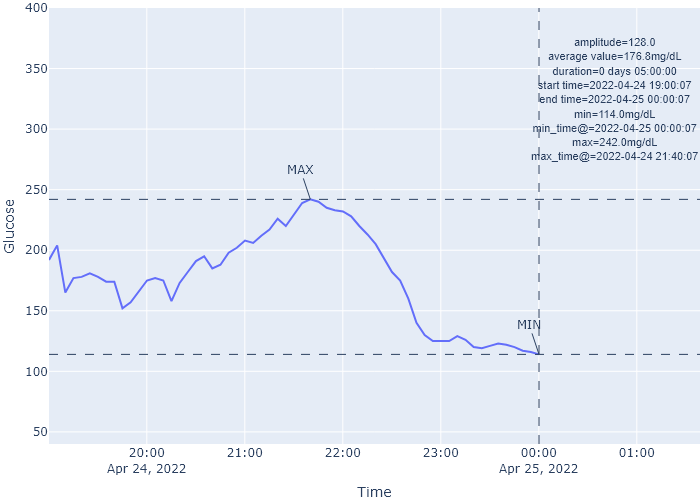 400
350
300
250
200
150
100
50
Glucose
amplitude=128.0
average value=176.8mg/dL
duration=0 days 05:00:00
start time=2022-04-24 19:00:07
end time=2022-04-25 00:00:07
min=114.0mg/dL
min_time@=2022-04-25 00:00:07
max=242.0mg/dL
max_time@=2022-04-24 21:40:07
MAX
MIN
20:00 21:00 22:00 23:00 00:00 01:00
Apr 24, 2022 Apr 25, 2022
Time